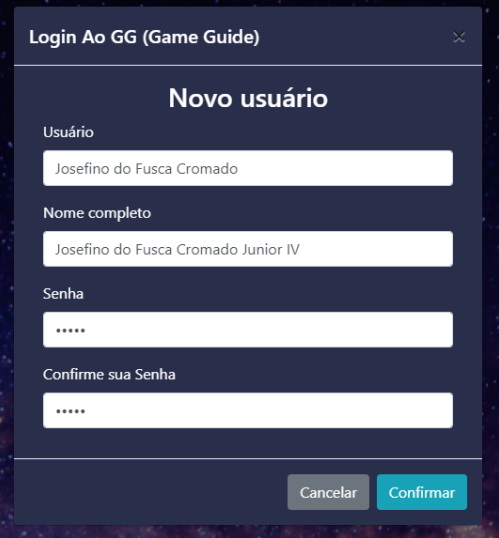 Login Ao GG (Game Guide) ×
Novo usuário
Usuário
Josefino do Fusca Cromado
Nome completo
Josefino do Fusca Cromado Junior IV
Senha
•••••
Confirme sua Senha
•••••
Cancelar Confirmar